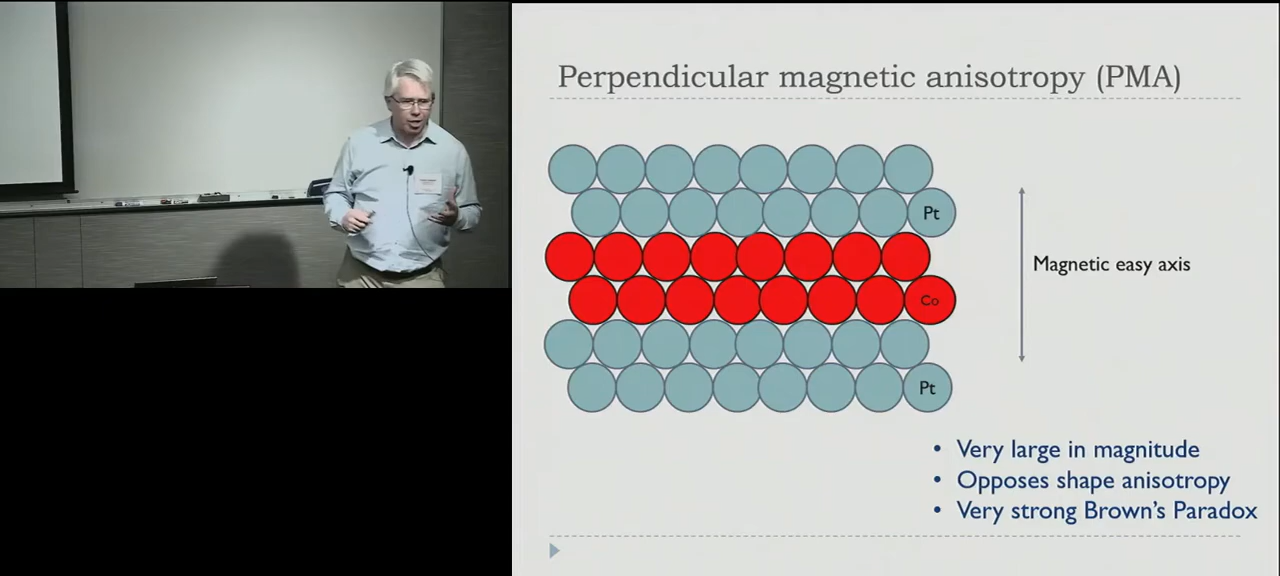 Perpendicular magnetic anisotropy (PMA)
Pt
Magnetic easy axis
Co
Pt
• Very large in magnitude
• Opposes shape anisotropy
• Very strong Brown's Paradox